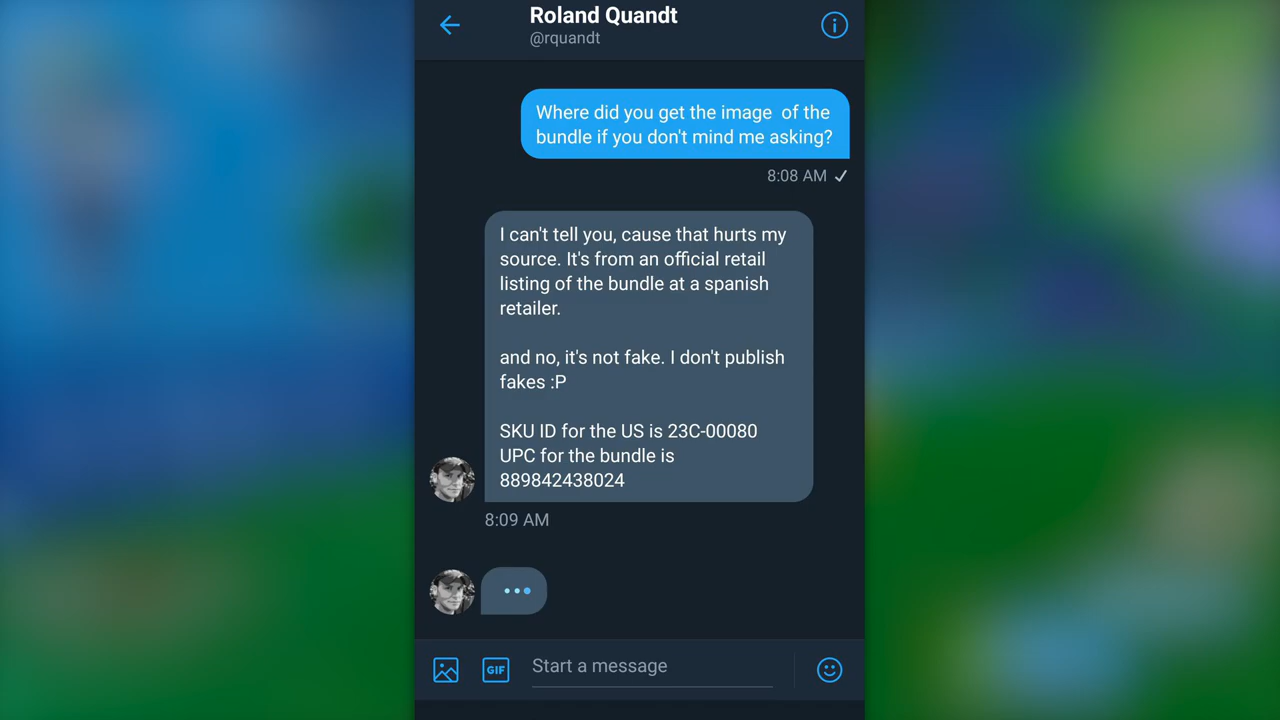 Roland Quandt
@rquandt
Where did you get the image of the
bundle if you don't mind me asking?
8:08 AM
I can't tell you, cause that hurts my
source. It's from an official retail
listing of the bundle at a spanish
retailer.
and no, it's not fake. I don't publish
fakes :P
SKU ID for the US is 23C-00080
UPC for the bundle is
889842438024
8:09 AM
GIF
Start a message